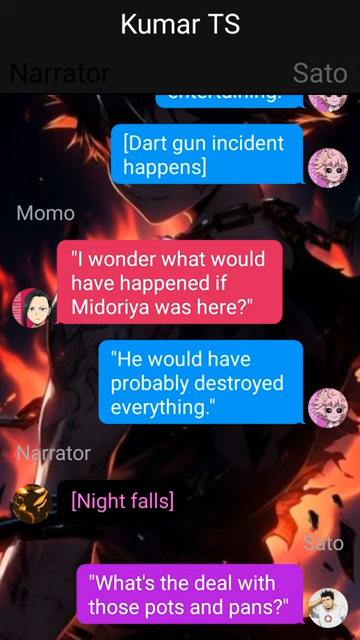 Kumar TS
Narrator
Sato
entertaining."
[Dart gun incident
happens]
Momo
"I wonder what would
have happened if
Midoriya was here?"
"He would have
probably destroyed
everything."
Narrator
[Night falls]
Sato
"What's the deal with
those pots and pans?"